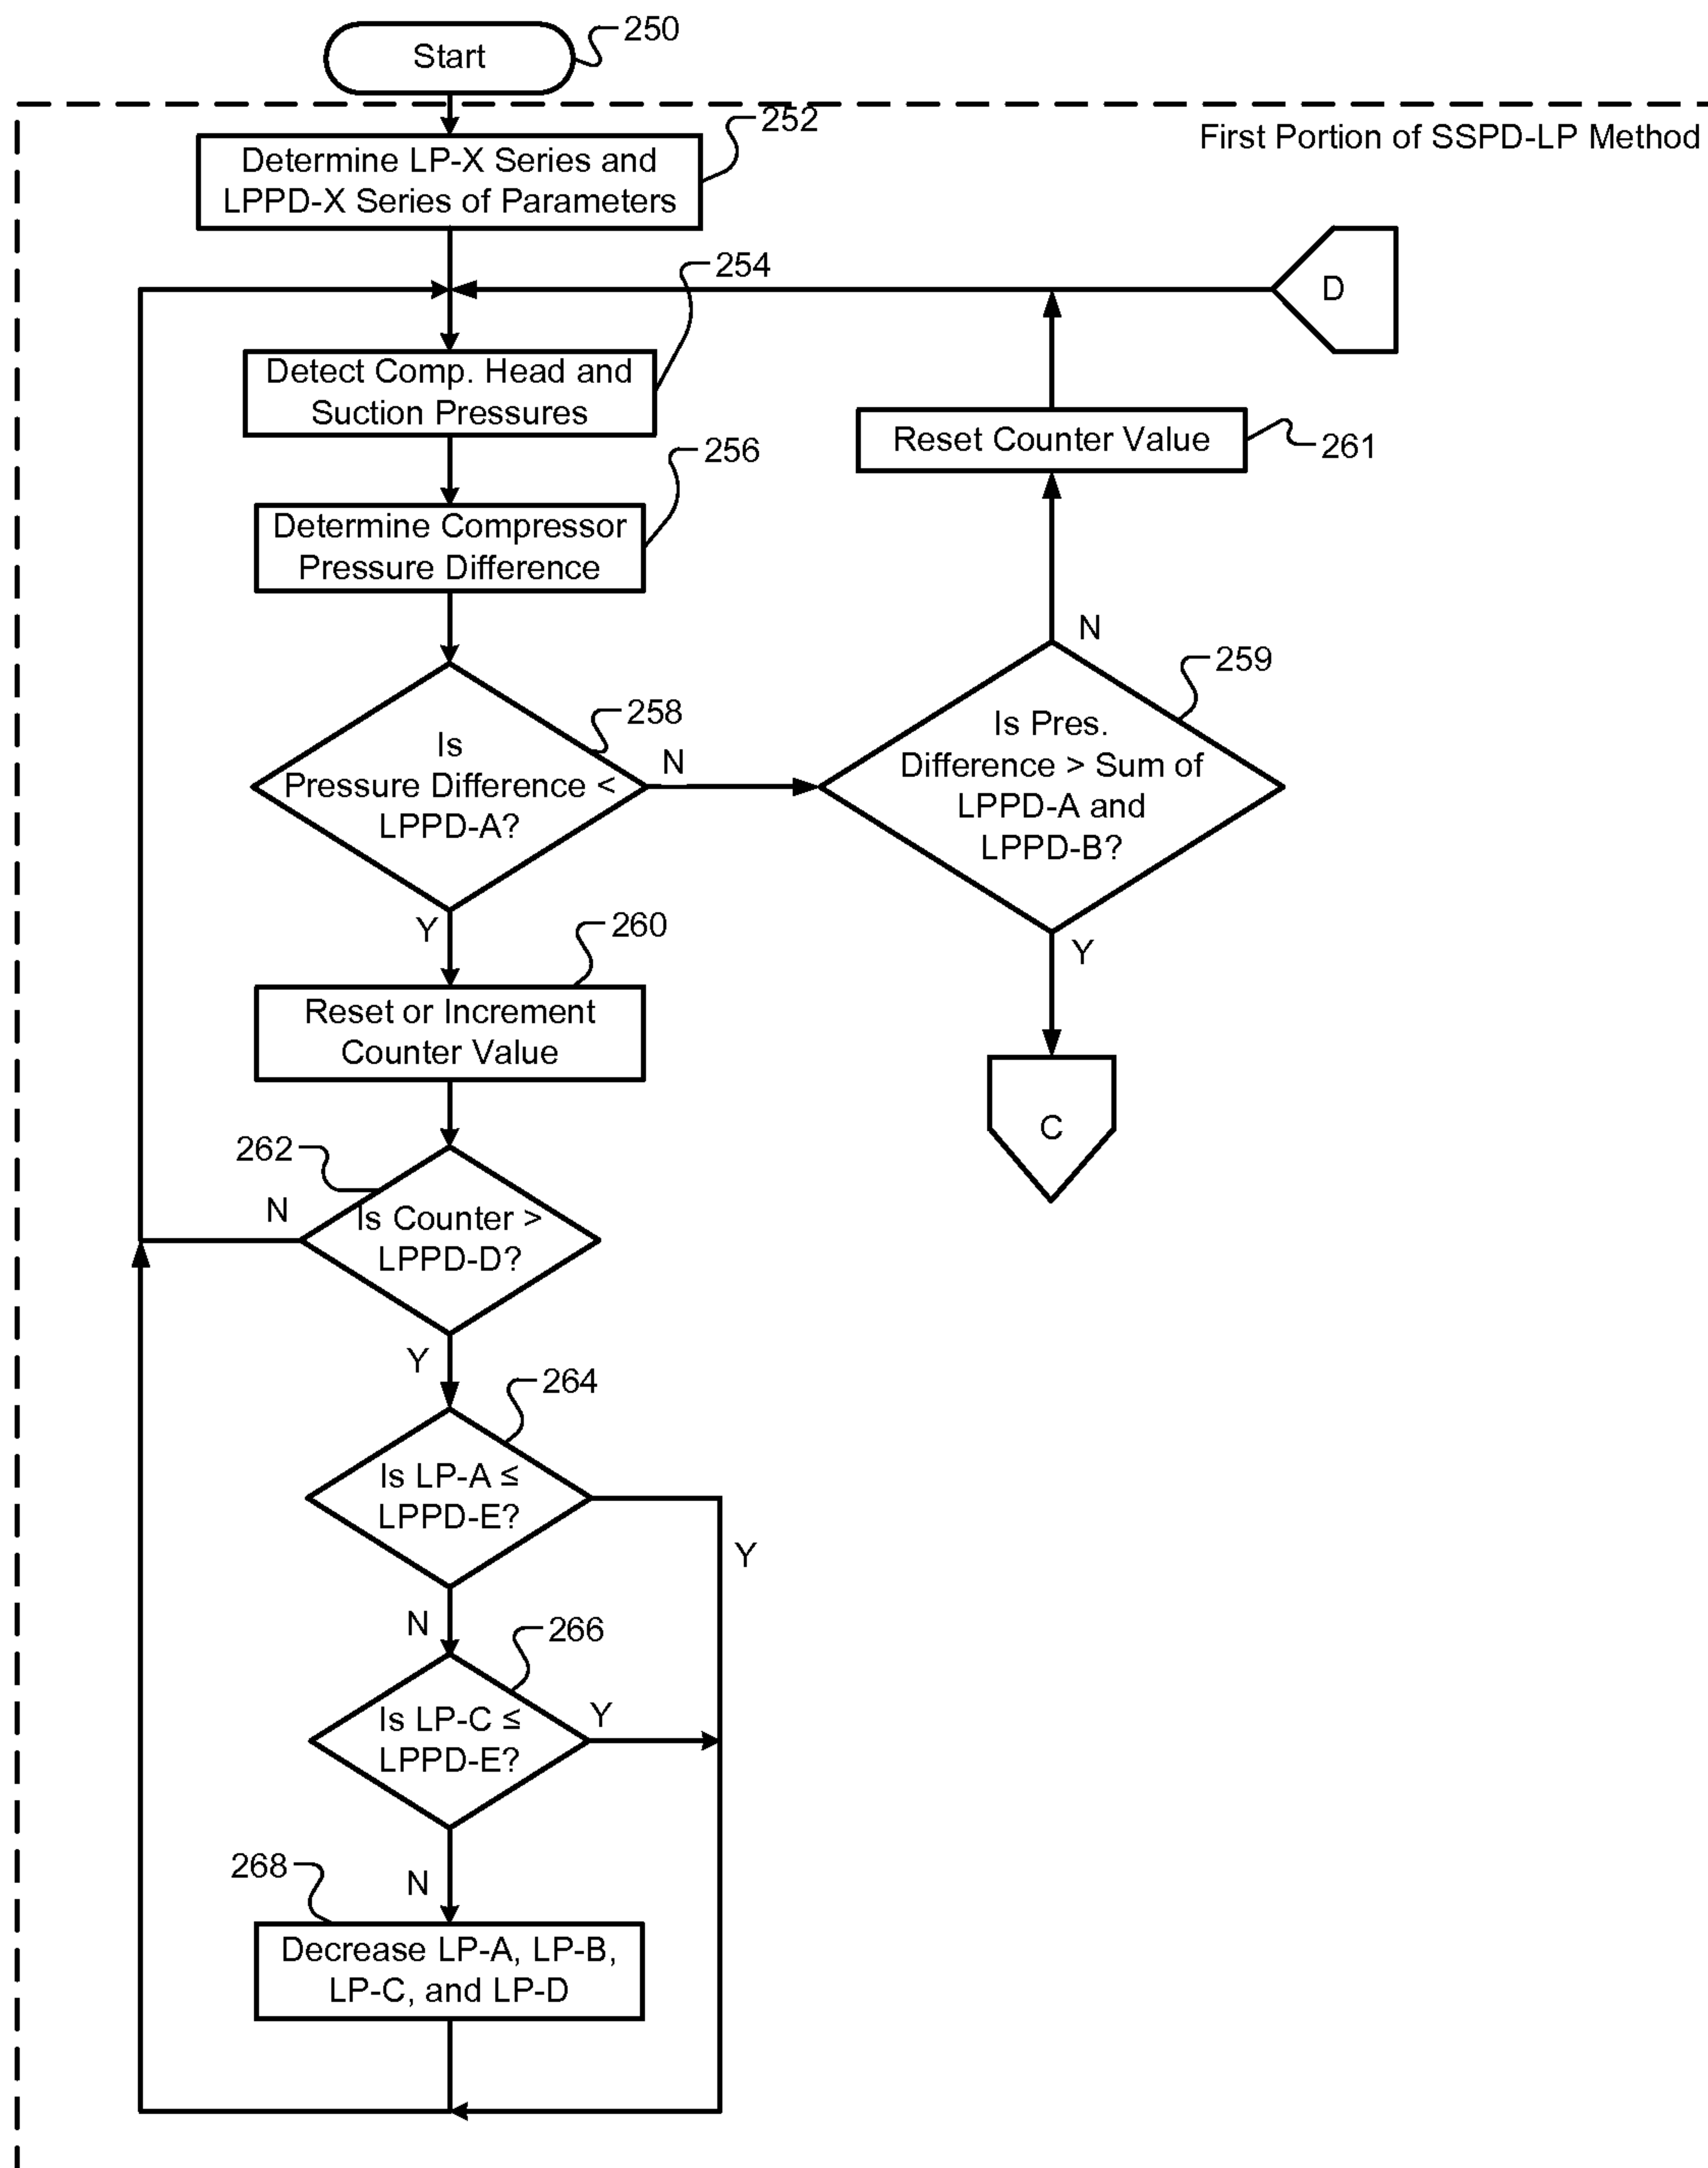 Start
250
252
First Portion of SSPD-LP Method
Determine LP-X Series and
LPPD-X Series of Parameters
254
D
Detect Comp. Head and
Suction Pressures
Reset Counter Value
261
256
Determine Compressor
Pressure Difference
N
259
258
Is
Pressure Difference <
LPPD-A?
N
Is Pres.
Difference > Sum of
LPPD-A and
LPPD-B?
Y
Y
260
Reset or Increment
Counter Value
C
262
N
Is Counter >
LPPD-D?
Y
264
Is LP-A ≤
LPPD-E?
Y
N
266
Is LP-C ≤
LPPD-E?
Y
268
N
Decrease LP-A, LP-B,
LP-C, and LP-D